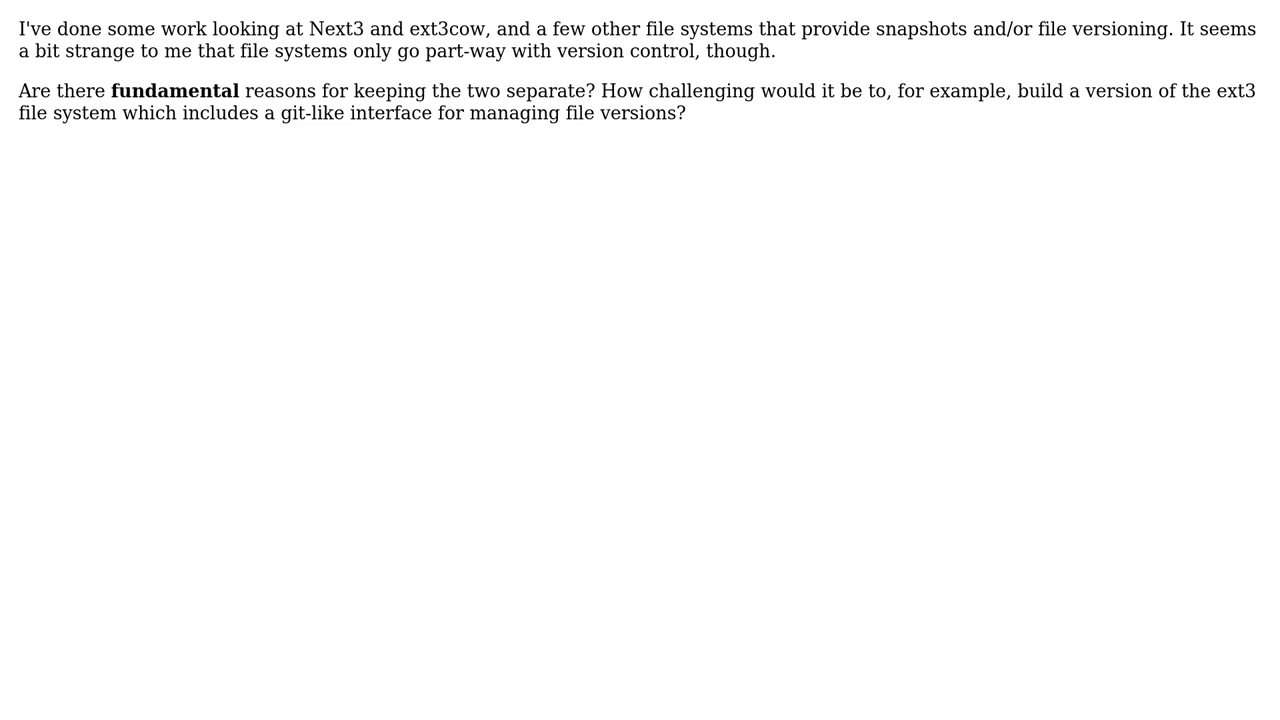 I've done some work looking at Next3 and ext3cow, and a few other file systems that provide snapshots and/or file versioning. It seems
a bit strange to me that file systems only go part-way with version control, though.
Are there fundamental reasons for keeping the two separate? How challenging would it be to, for example, build a version of the ext3
file system which includes a git-like interface for managing file versions?